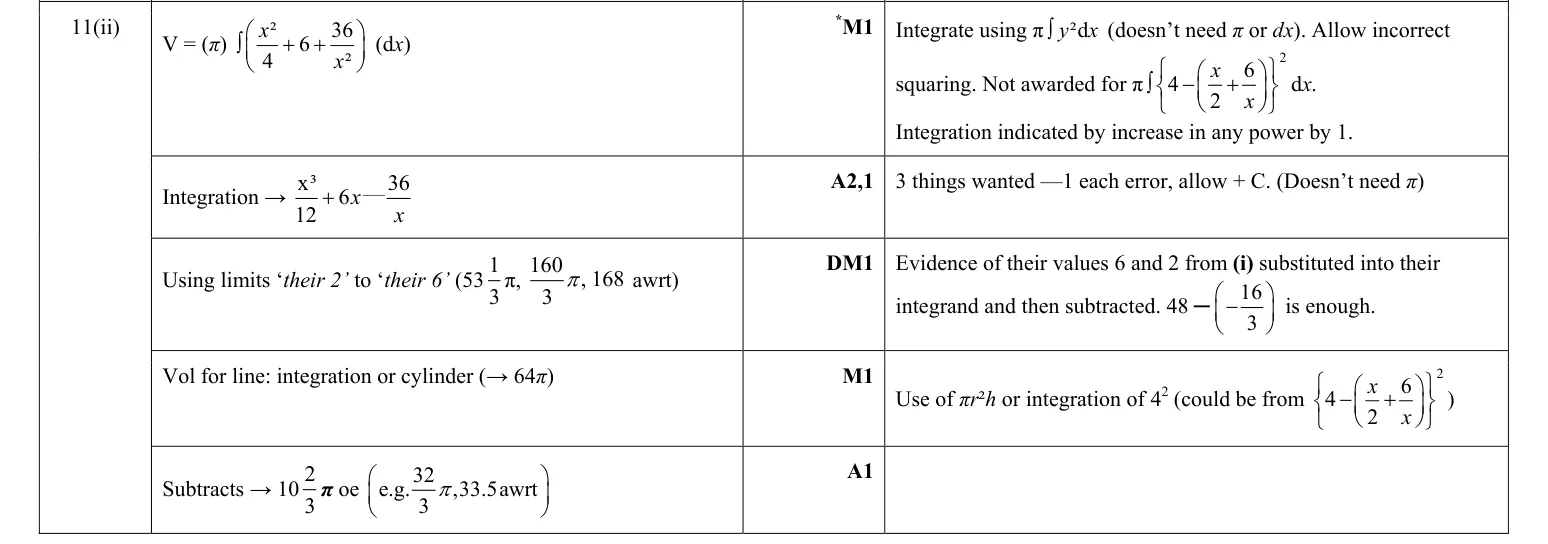 11(ii)
V = (π) ∫(x²/4 + 6 + 36/x²) (dx)
*M1
Integrate using π∫y²dx (doesn’t need π or dx). Allow incorrect
squaring. Not awarded for π∫{4−(x/2+6/x)}² dx.
Integration indicated by increase in any power by 1.
Integration → x³/12 + 6x—36/x
A2,1
3 things wanted —1 each error, allow + C. (Doesn’t need π)
Using limits ‘their 2’ to ‘their 6’ (53 1/3 π, 160/3 π, 168 awrt)
DM1
Evidence of their values 6 and 2 from (i) substituted into their
integrand and then subtracted. 48 ─ (−16/3) is enough.
Vol for line: integration or cylinder (→ 64π)
M1
Use of πr²h or integration of 4² (could be from {4−(x/2+6/x)}²)
Subtracts → 10 2/3 π oe (e.g. 32/3 π, 33.5 awrt)
A1